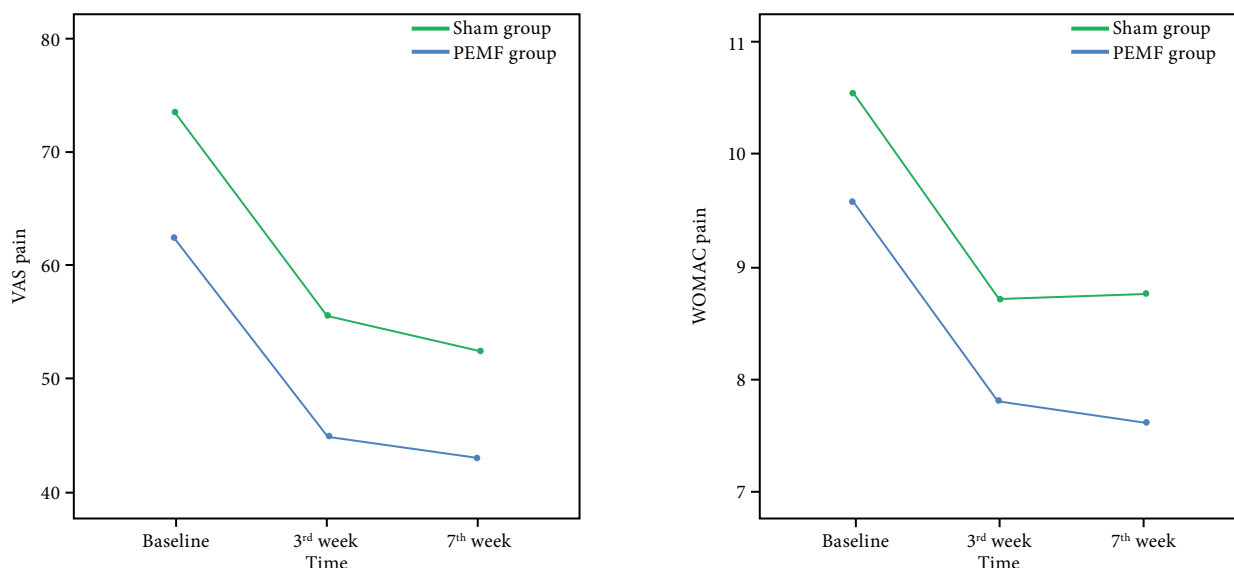 Sham group
PEMF group
80
70
60
50
40
VAS pain
Baseline
3rd week
7th week
Time
Sham group
PEMF group
11
10
9
8
7
WOMAC pain
Baseline
3rd week
7th week
Time